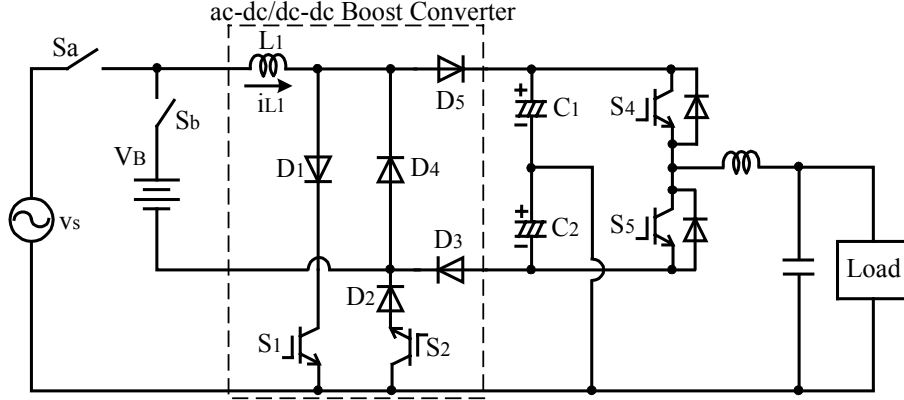 ac-dc/dc-dc Boost Converter
Sa
L1
iL1
D5
Sb
VB
C1
S4
D1
D4
vs
C2
S5
D3
Load
D2
S1
S2